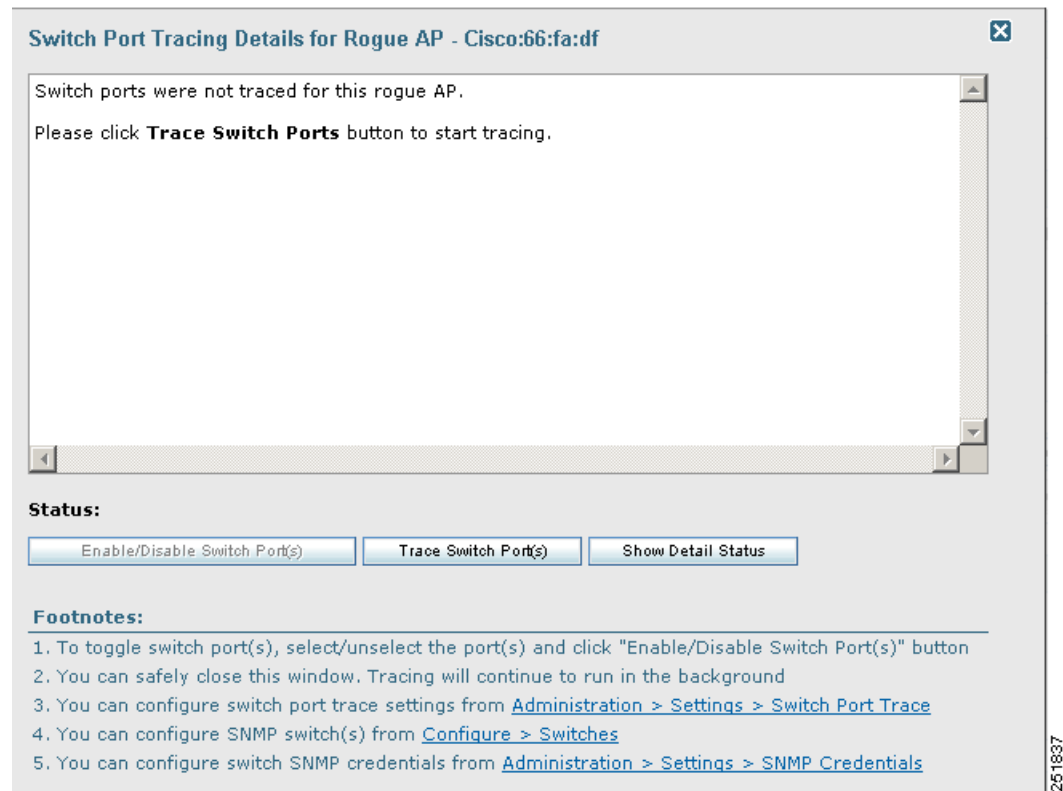 Switch Port Tracing Details for Rogue AP - Cisco:66:fa:df
Switch ports were not traced for this rogue AP.
Please click Trace Switch Ports button to start tracing.
Status:
Enable/Disable Switch Port(s)
Trace Switch Port(s)
Show Detail Status
Footnotes:
1. To toggle switch port(s), select/unselect the port(s) and click "Enable/Disable Switch Port(s)" button
2. You can safely close this window. Tracing will continue to run in the background
3. You can configure switch port trace settings from Administration > Settings > Switch Port Trace
4. You can configure SNMP switch(s) from Configure > Switches
5. You can configure switch SNMP credentials from Administration > Settings > SNMP Credentials
251837